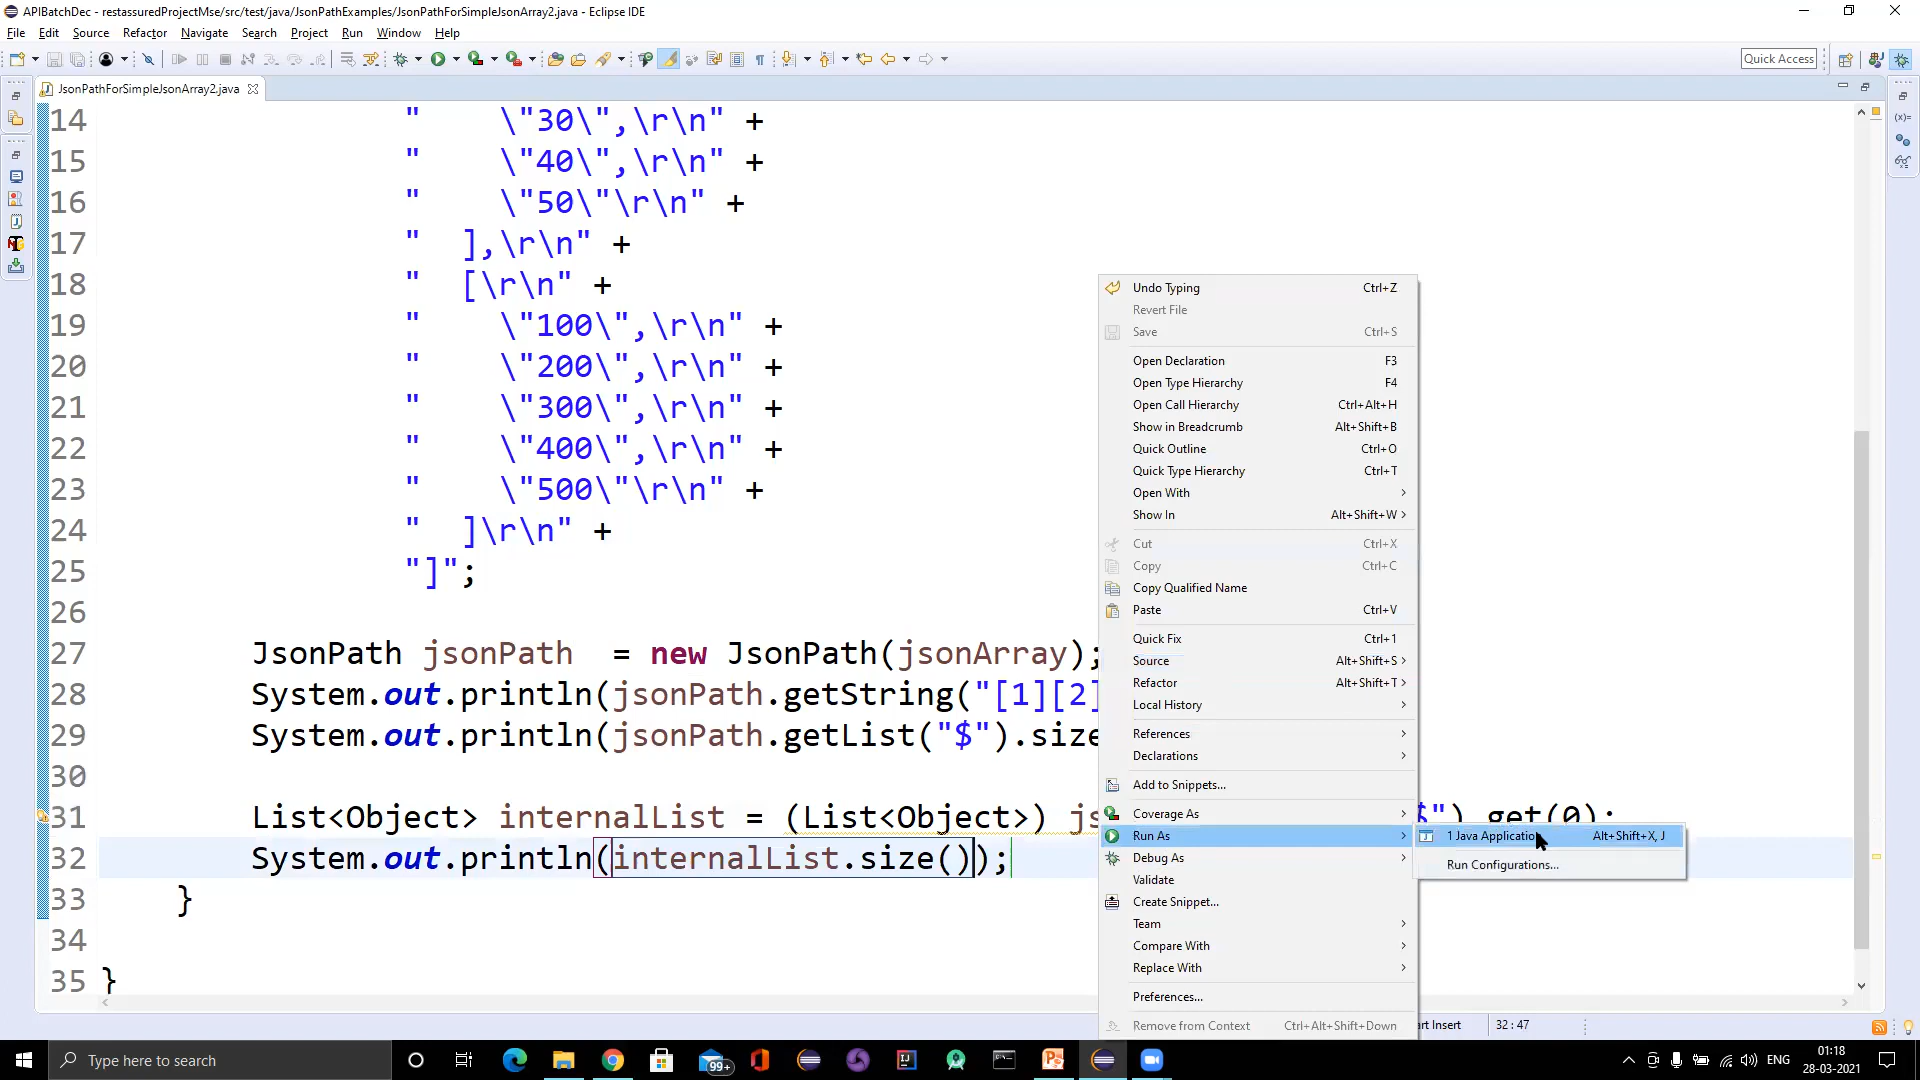 APIBatchDec - restassuredProjectMse/src/test/java/JsonPathExamples/JsonPathForSimpleJsonArray2.java - Eclipse IDE
File Edit Source Refactor Navigate Search Project Run Window Help
Quick Access
JsonPathForSimpleJsonArray2.java
14 " \"30\",\r\n" +
15 " \"40\",\r\n" +
16 " \"50\"\r\n" +
17 " ],\r\n" +
18 " [\r\n" +
19 " \"100\",\r\n" +
20 " \"200\",\r\n" +
21 " \"300\",\r\n" +
22 " \"400\",\r\n" +
23 " \"500\"\r\n" +
24 " ]\r\n" +
25 "]";
26
27 JsonPath jsonPath = new JsonPath(jsonArray);
28 System.out.println(jsonPath.getString("[1][2]
29 System.out.println(jsonPath.getList("$").size
30
31 List<Object> internalList = (List<Object>) js $").get(0);
32 System.out.println(internalList.size());
33 }
34
35 }
Undo Typing Ctrl+Z
Revert File
Save Ctrl+S
Open Declaration F3
Open Type Hierarchy F4
Open Call Hierarchy Ctrl+Alt+H
Show in Breadcrumb Alt+Shift+B
Quick Outline Ctrl+O
Quick Type Hierarchy Ctrl+T
Open With
Show In Alt+Shift+W
Cut Ctrl+X
Copy Ctrl+C
Copy Qualified Name
Paste Ctrl+V
Quick Fix Ctrl+1
Source Alt+Shift+S
Refactor Alt+Shift+T
Local History
References
Declarations
Add to Snippets...
Coverage As
Run As
Debug As
Validate
Create Snippet...
Team
Compare With
Replace With
Preferences...
Remove from Context Ctrl+Alt+Shift+Down
1 Java Application Alt+Shift+X, J
Run Configurations...
art Insert 32 : 47
Type here to search
99+
ENG
01:18
28-03-2021